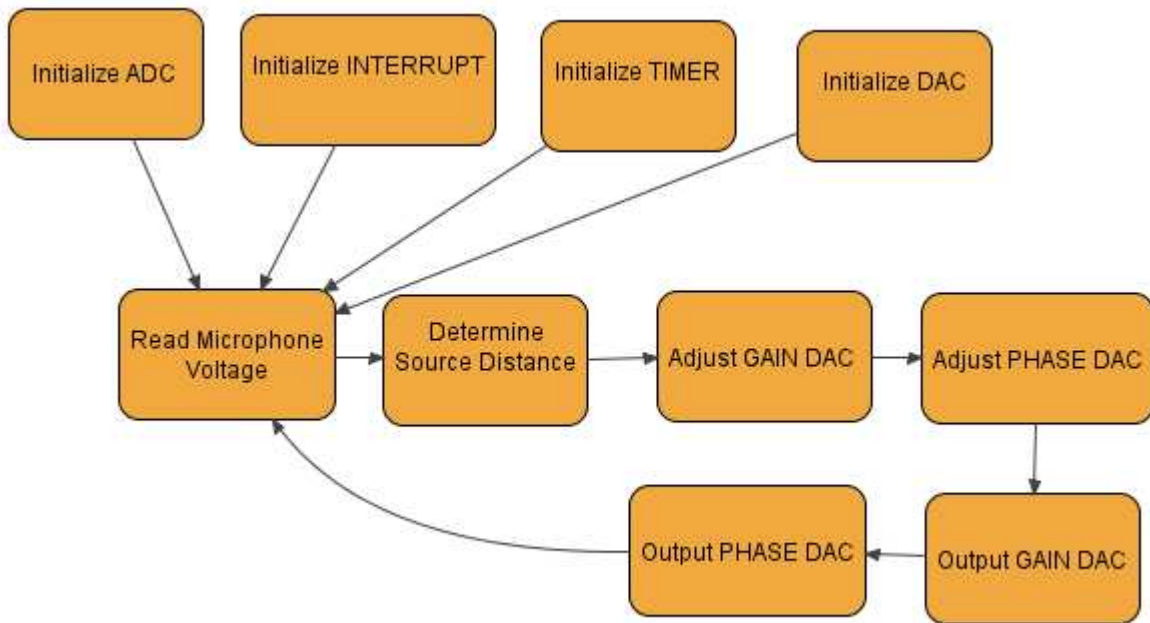 Initialize ADC
Initialize INTERRUPT
Initialize TIMER
Initialize DAC
Read Microphone
Voltage
Determine
Source Distance
Adjust GAIN DAC
Adjust PHASE DAC
Output PHASE DAC
Output GAIN DAC